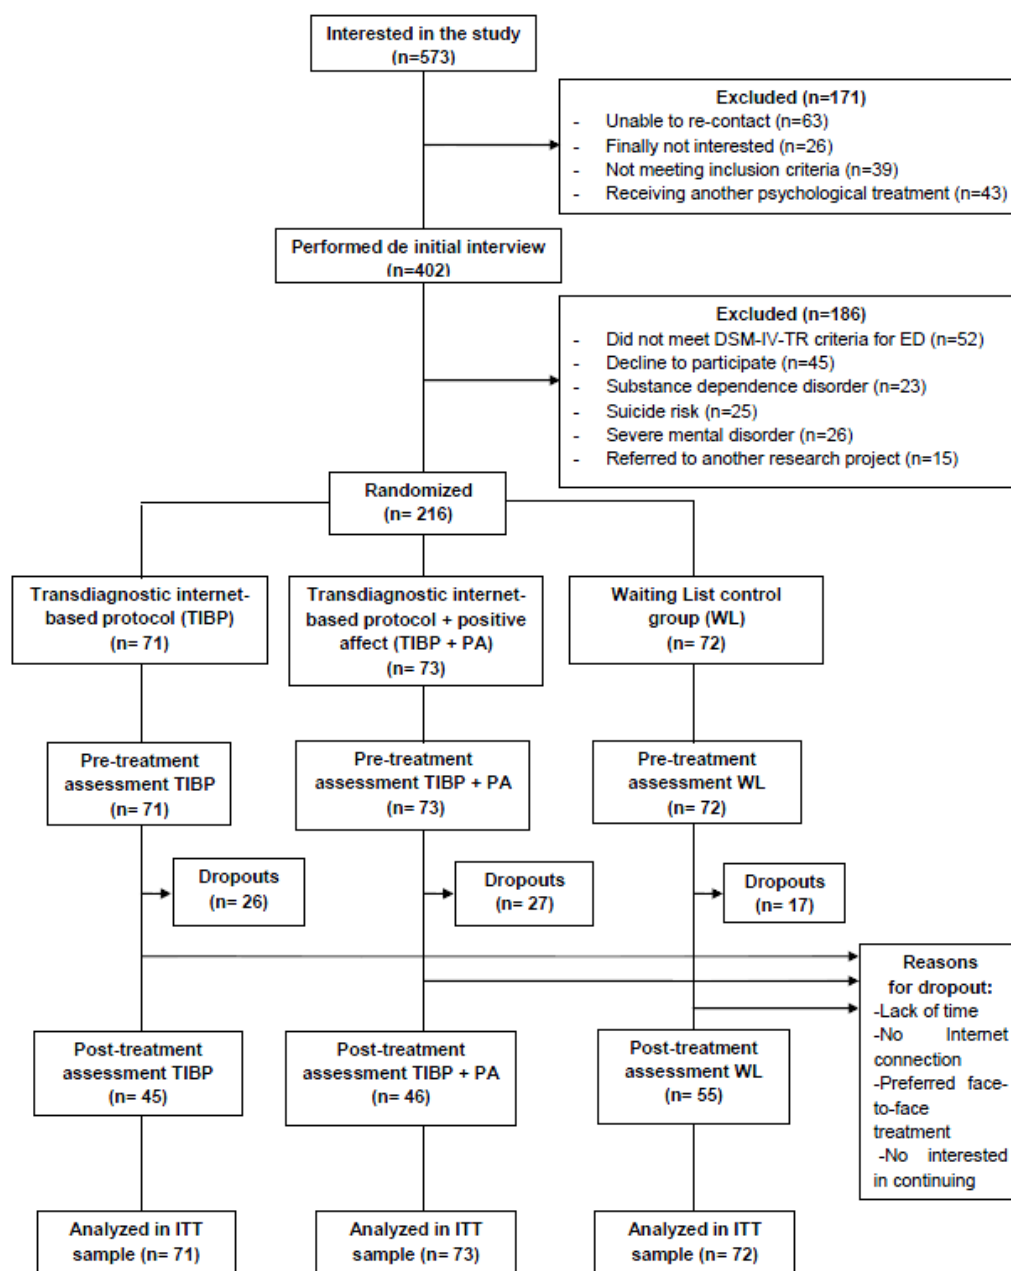 Interested in the study
(n=573)
Excluded (n=171)
- Unable to re-contact (n=63)
- Finally not interested (n=26)
- Not meeting inclusion criteria (n=39)
- Receiving another psychological treatment (n=43)
Performed de initial interview
(n=402)
Excluded (n=186)
- Did not meet DSM-IV-TR criteria for ED (n=52)
- Decline to participate (n=45)
- Substance dependence disorder (n=23)
- Suicide risk (n=25)
- Severe mental disorder (n=26)
- Referred to another research project (n=15)
Randomized
(n= 216)
Transdiagnostic internet-
based protocol (TIBP)
(n= 71)
Transdiagnostic internet-
based protocol + positive
affect (TIBP + PA)
(n= 73)
Waiting List control
group (WL)
(n= 72)
Pre-treatment
assessment TIBP
(n= 71)
Pre-treatment
assessment TIBP + PA
(n= 73)
Pre-treatment
assessment WL
(n= 72)
Dropouts
(n= 26)
Dropouts
(n= 27)
Dropouts
(n= 17)
Reasons
for dropout:
-Lack of time
-No Internet
connection
-Preferred face-
to-face
treatment
-No interested
in continuing
Post-treatment
assessment TIBP
(n= 45)
Post-treatment
assessment TIBP + PA
(n= 46)
Post-treatment
assessment WL
(n= 55)
Analyzed in ITT
sample (n= 71)
Analyzed in ITT
sample (n= 73)
Analyzed in ITT
sample (n= 72)